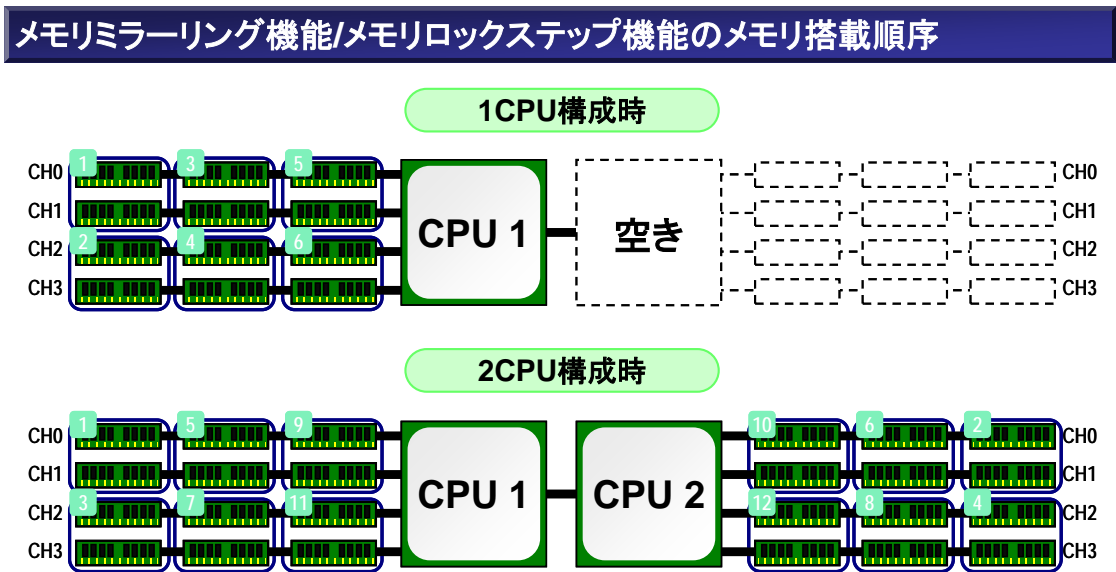 メモリミラーリング機能/メモリロックステップ機能のメモリ搭載順序
1CPU構成時
CH0 1 3 5 CH0
CH1 CH1
CH2 2 4 6 CH2
CH3 CH3
CPU 1 空き
2CPU構成時
CH0 1 5 9 10 6 2 CH0
CH1 CH1
CH2 3 7 11 12 8 4 CH2
CH3 CH3
CPU 1 CPU 2